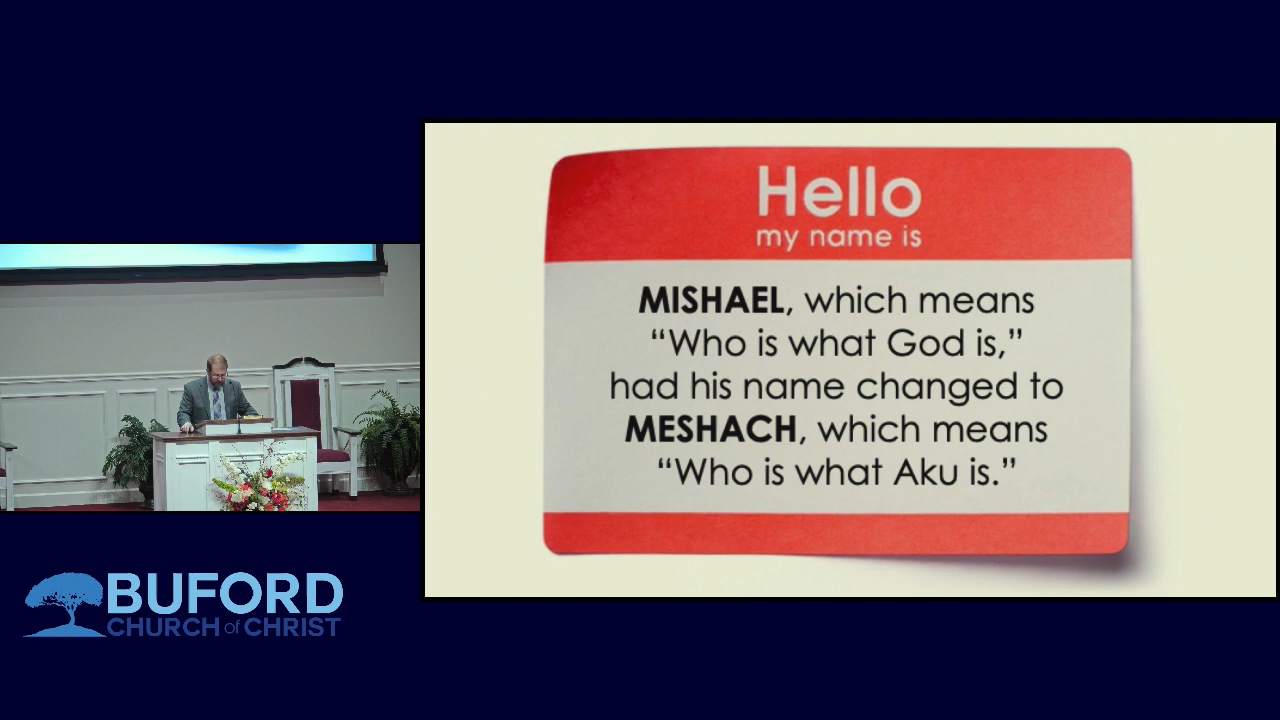 Hello
my name is
MISHAEL, which means
“Who is what God is,”
had his name changed to
MESHACH, which means
“Who is what Aku is.”
BUFORD
CHURCH of CHRIST